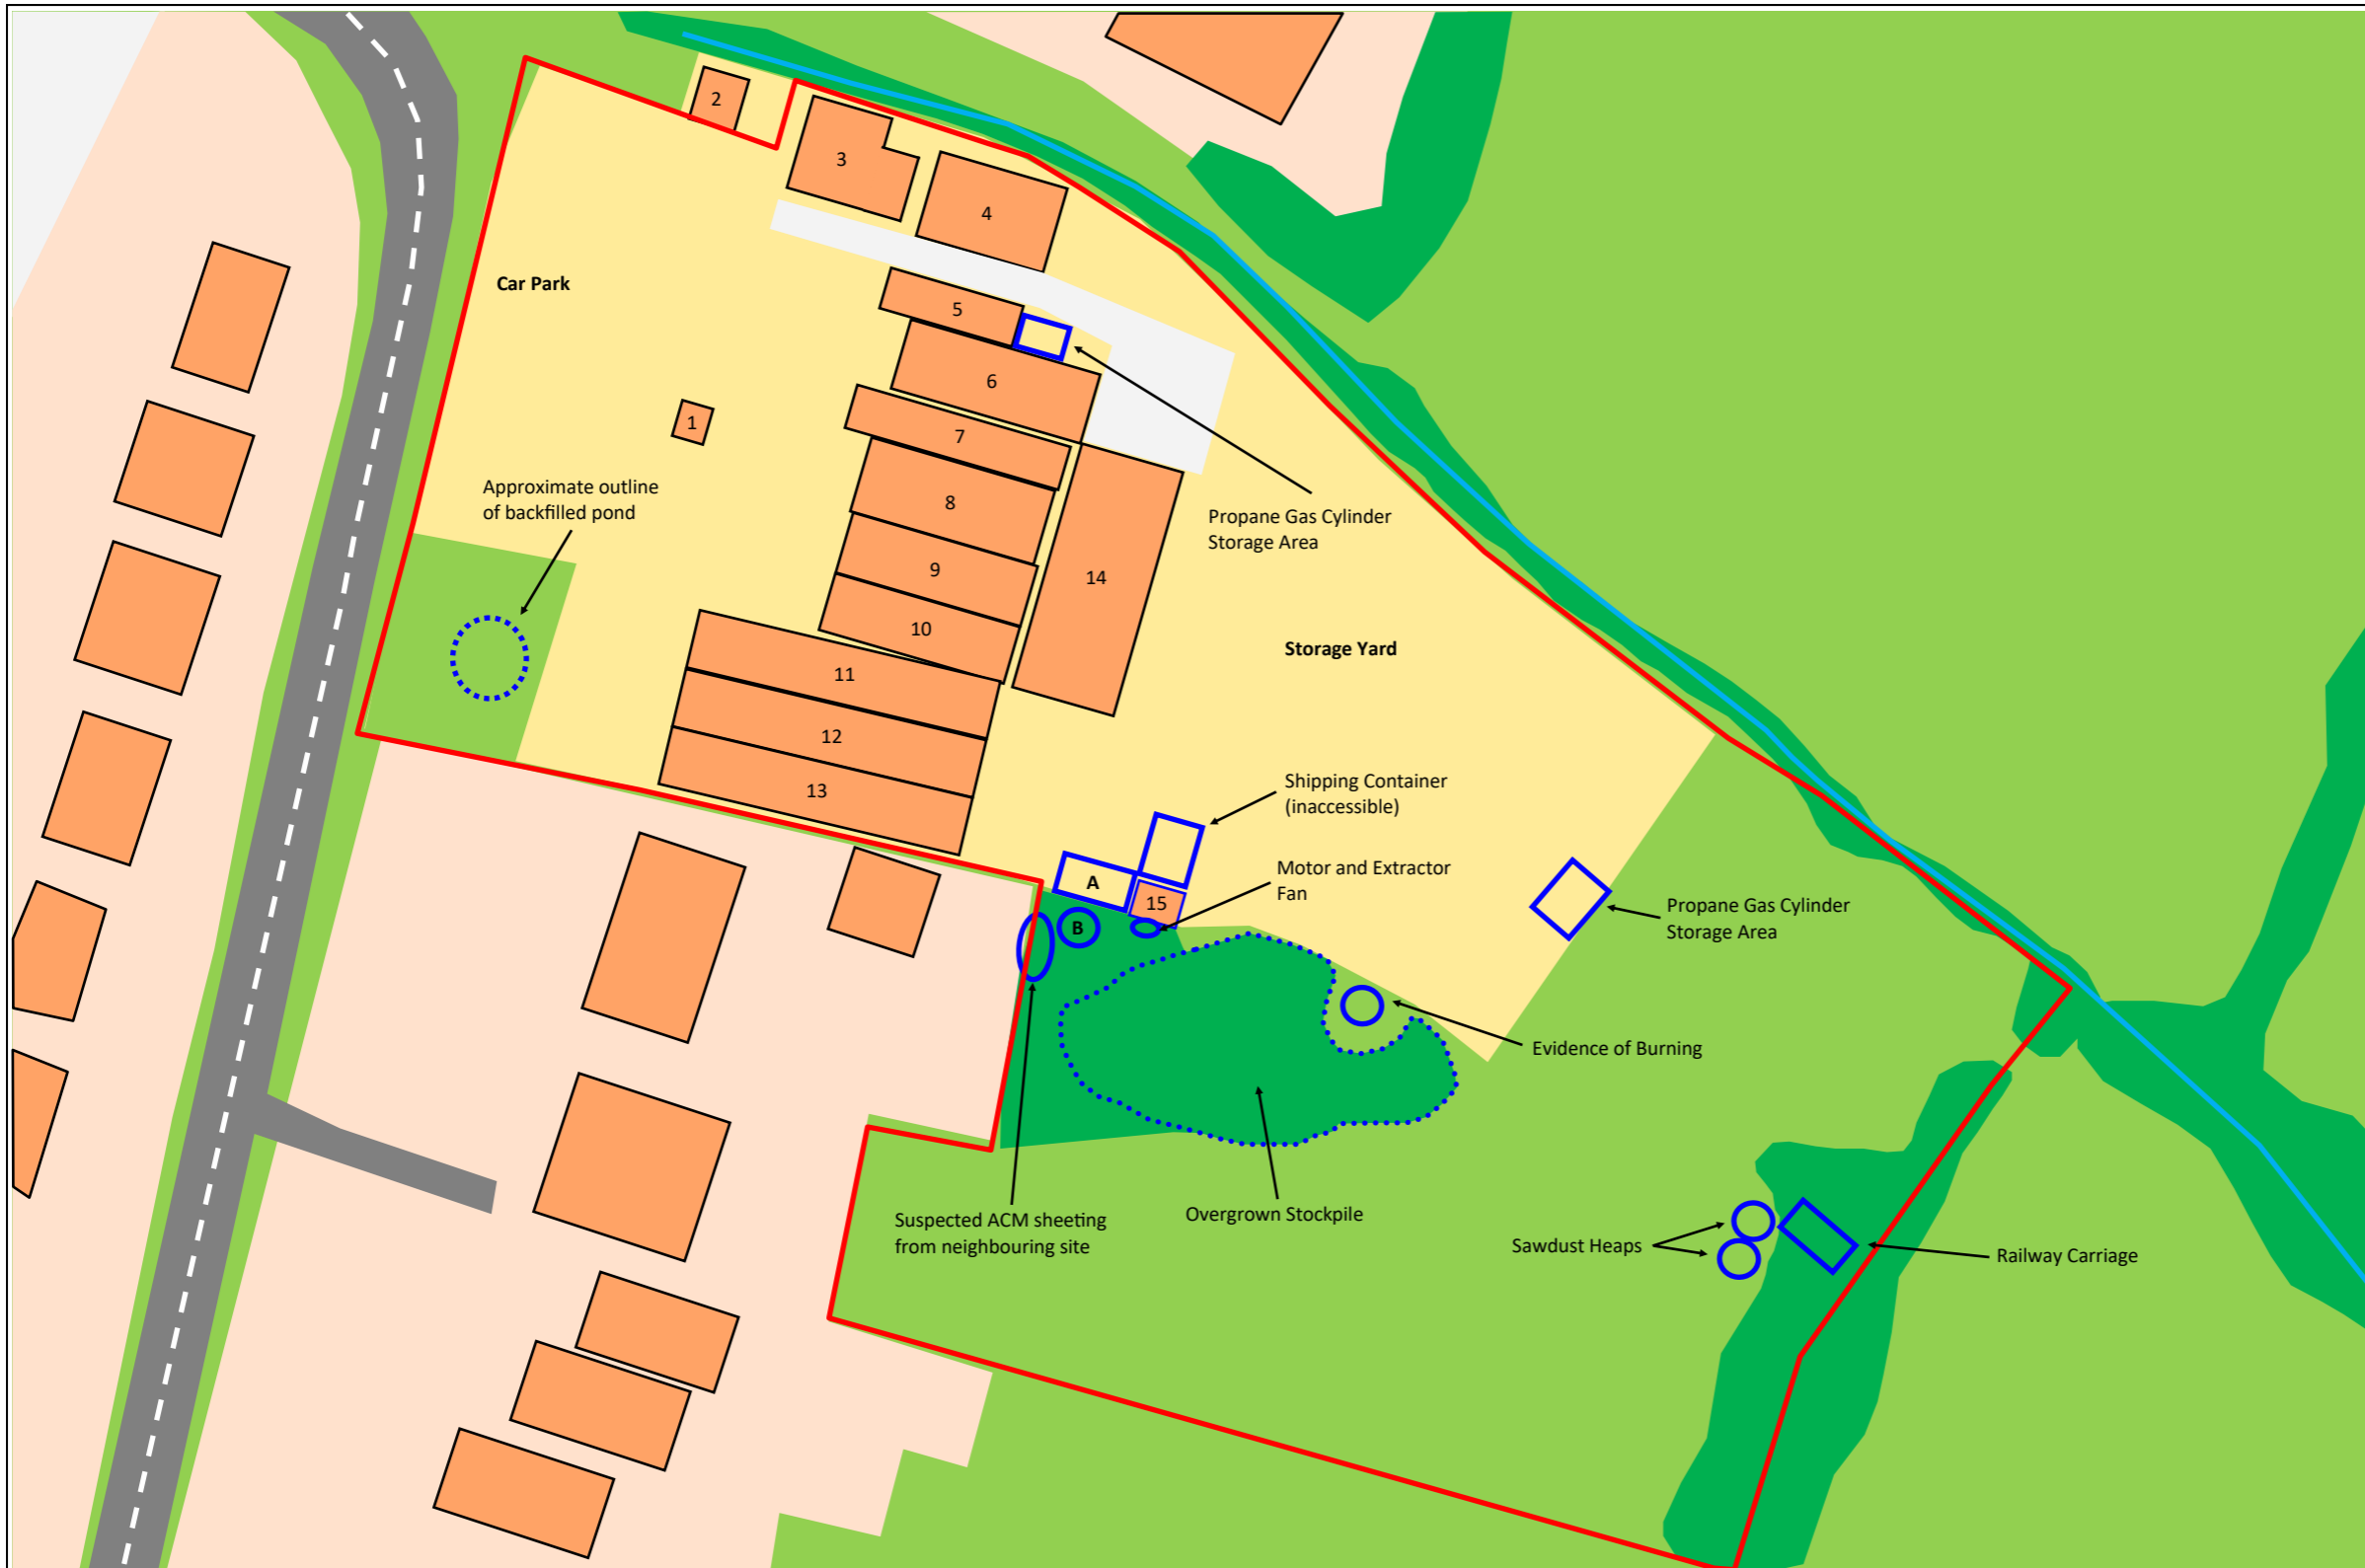 2
3
4
Car Park
5
6
1
7
Approximate outline
of backfilled pond
8
Propane Gas Cylinder
Storage Area
9
14
10
Storage Yard
11
12
13
Shipping Container
(inaccessible)
Motor and Extractor
Fan
A
15
B
Propane Gas Cylinder
Storage Area
Evidence of Burning
Suspected ACM sheeting
from neighbouring site
Overgrown Stockpile
Sawdust Heaps
Railway Carriage